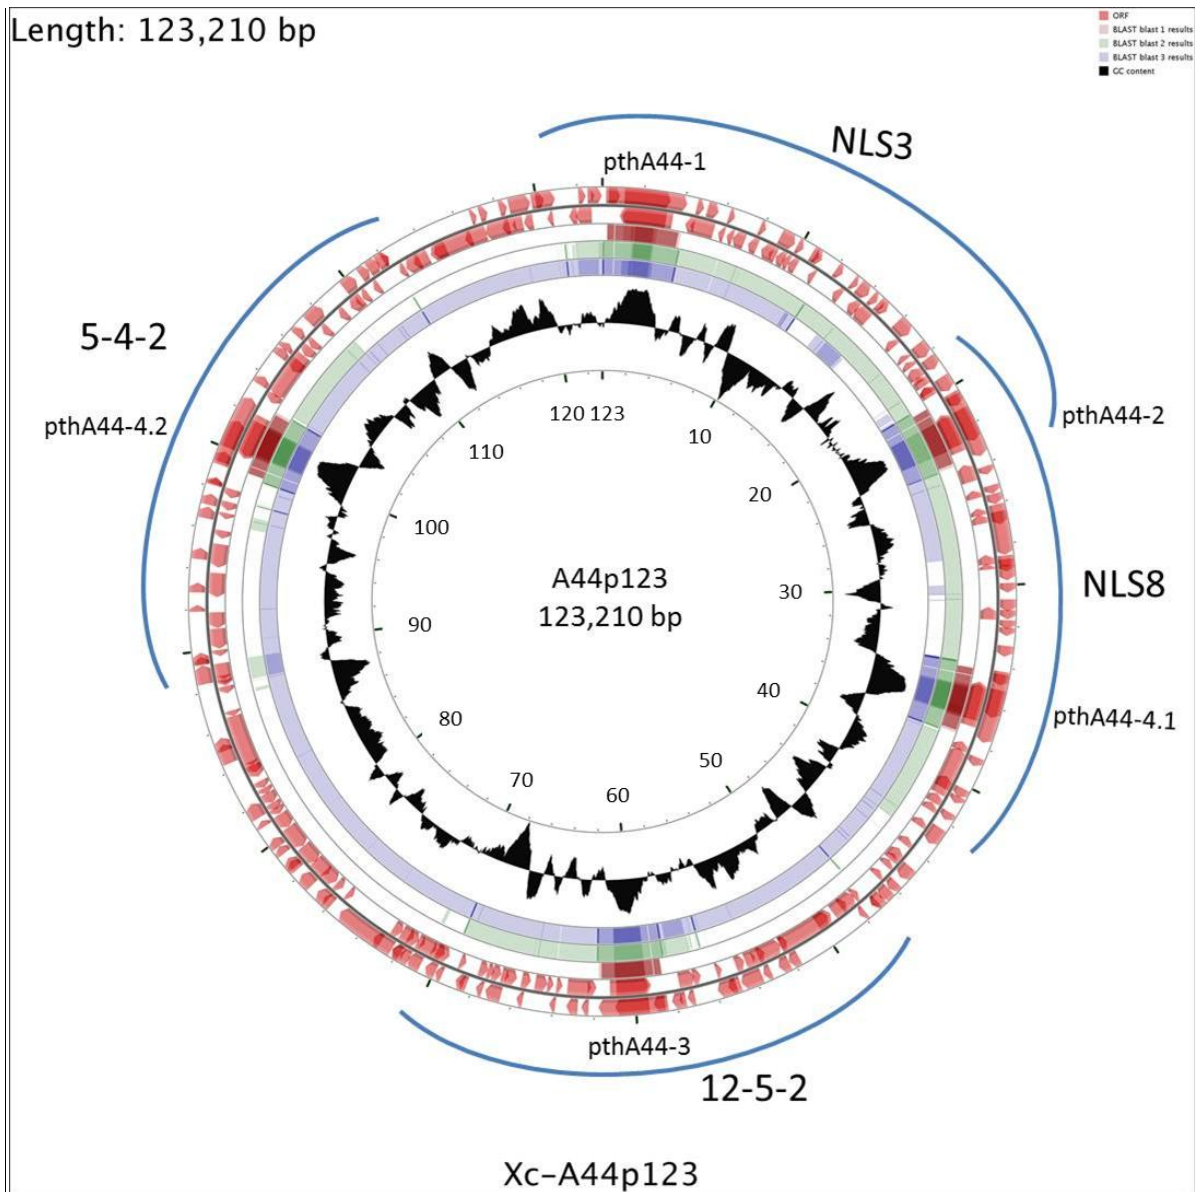 Length: 123,210 bp
ORF
BLAST blast 1 results
BLAST blast 2 results
BLAST blast 3 results
GC content
NLS3
pthA44-1
5-4-2
pthA44-4.2
pthA44-2
NLS8
pthA44-4.1
120 123
10
20
30
40
50
60
70
80
90
100
110
A44p123
123,210 bp
pthA44-3
12-5-2
Xc-A44p123